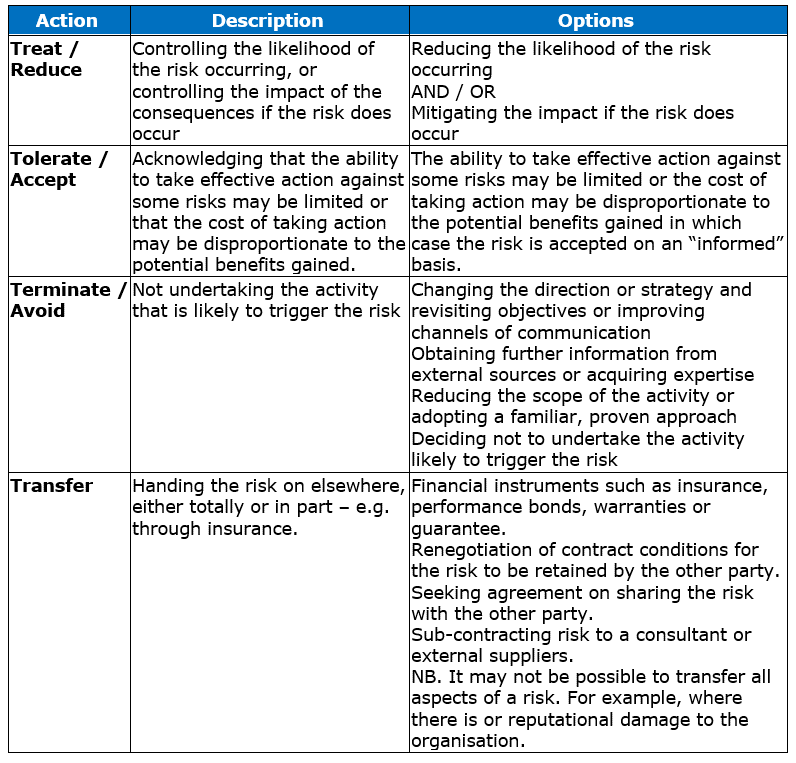 Action
Description
Options
Treat /
Reduce
Controlling the likelihood of
the risk occurring, or
controlling the impact of the
consequences if the risk does
occur
Reducing the likelihood of the risk
occurring
AND / OR
Mitigating the impact if the risk does
occur
Tolerate /
Accept
Acknowledging that the ability
to take effective action against
some risks may be limited or
that the cost of taking action
may be disproportionate to the
potential benefits gained.
The ability to take effective action against
some risks may be limited or the cost of
taking action may be disproportionate to
the potential benefits gained in which
case the risk is accepted on an “informed”
basis.
Terminate /
Avoid
Not undertaking the activity
that is likely to trigger the risk
Changing the direction or strategy and
revisiting objectives or improving
channels of communication
Obtaining further information from
external sources or acquiring expertise
Reducing the scope of the activity or
adopting a familiar, proven approach
Deciding not to undertake the activity
likely to trigger the risk
Transfer
Handing the risk on elsewhere,
either totally or in part – e.g.
through insurance.
Financial instruments such as insurance,
performance bonds, warranties or
guarantee.
Renegotiation of contract conditions for
the risk to be retained by the other party.
Seeking agreement on sharing the risk
with the other party.
Sub-contracting risk to a consultant or
external suppliers.
NB. It may not be possible to transfer all
aspects of a risk. For example, where
there is or reputational damage to the
organisation.